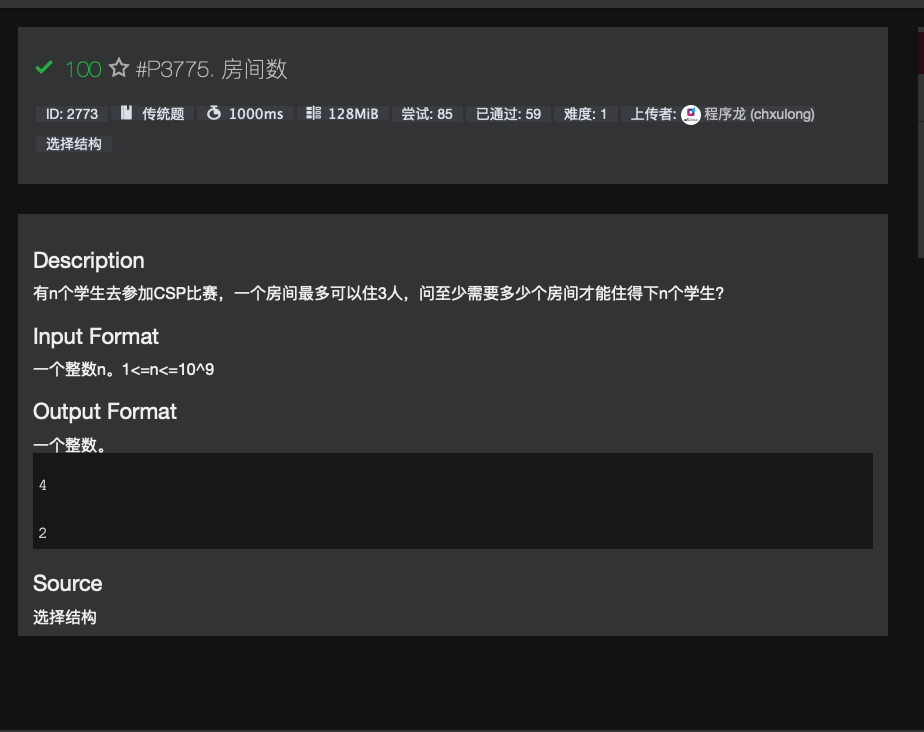 100 #P3775. 房间数
ID: 2773 传统题 1000ms 128MiB 尝试: 85 已通过: 59 难度: 1 上传者: 程序龙 (chxulong)
选择结构
Description
有n个学生去参加CSP比赛，一个房间最多可以住3人，问至少需要多少个房间才能住得下n个学生?
Input Format
一个整数n。1<=n<=10^9
Output Format
一个整数。
4
2
Source
选择结构